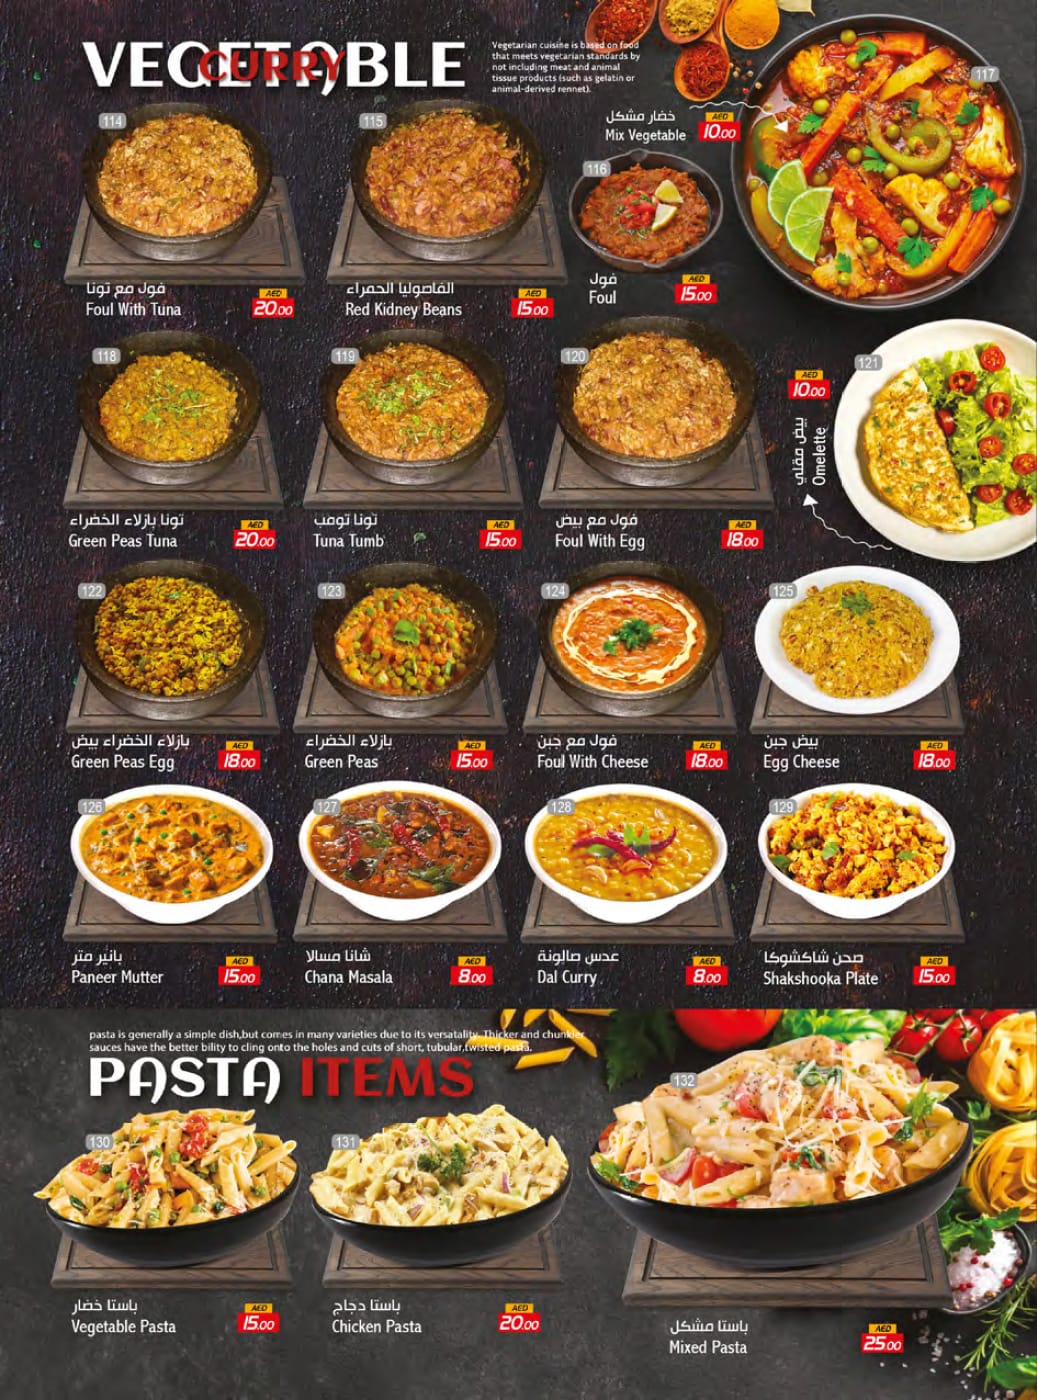 VEGETABLE
CURRY
Vegetarian cuisine is based on food
that meets vegetarian standards by
not including meat and animal
tissue products (such as gelatin or
animal-derived rennet).
117
خضار مشكل
Mix Vegetable
AED
10.00
114
فول مع تونا
Foul With Tuna
AED
20.00
115
الفاصوليا الحمراء
Red Kidney Beans
AED
15.00
116
فول
Foul
AED
15.00
118
تونا بازلاء الخضراء
Green Peas Tuna
AED
20.00
119
تونا تومب
Tuna Tumb
AED
15.00
120
فول مع بيض
Foul With Egg
AED
18.00
121
AED
10.00
بيض مقلي
Omelette
122
بازلاء الخضراء بيض
Green Peas Egg
AED
18.00
123
بازلاء الخضراء
Green Peas
AED
15.00
124
فول مع جبن
Foul With Cheese
AED
18.00
125
بيض جبن
Egg Cheese
AED
18.00
126
بانير متر
Paneer Mutter
AED
15.00
127
شانا مسالا
Chana Masala
AED
8.00
128
عدس صالونة
Dal Curry
AED
8.00
129
صحن شاكشوكا
Shakshooka Plate
AED
15.00
pasta is generally a simple dish,but comes in many varieties due to its versatality. Thicker and chunkier
sauces have the better bility to cling onto the holes and cuts of short, tubular,twisted pasta.
PASTA ITEMS
130
باستا خضار
Vegetable Pasta
AED
15.00
131
باستا دجاج
Chicken Pasta
AED
20.00
132
باستا مشكل
Mixed Pasta
AED
25.00